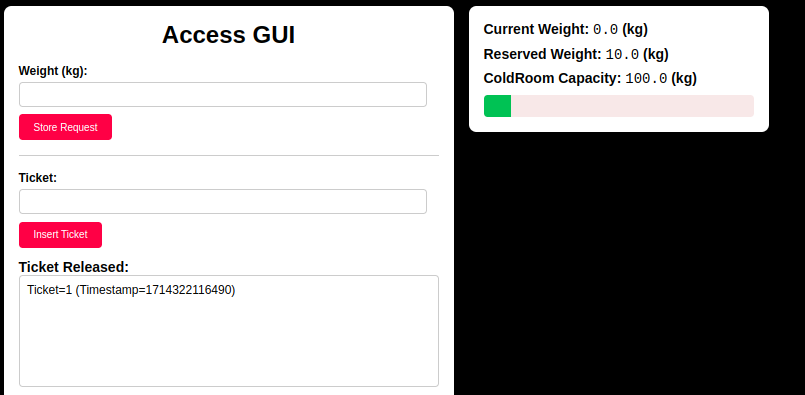 Access GUI
Weight (kg):
Store Request
Ticket:
Insert Ticket
Ticket Released:
Ticket=1 (Timestamp=1714322116490)
Current Weight: 0.0 (kg)
Reserved Weight: 10.0 (kg)
ColdRoom Capacity: 100.0 (kg)